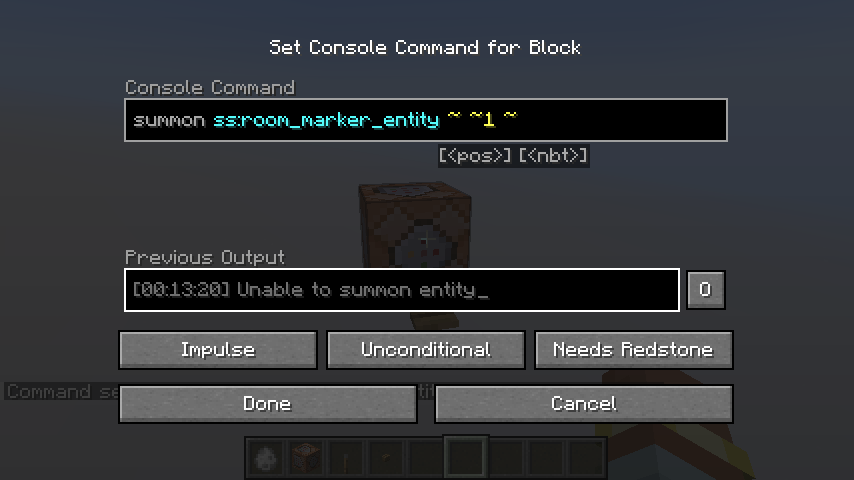 Set Console Command for Block
Console Command
summon ss:room_marker_entity ~ ~1 ~
[<pos>] [<nbt>]
Previous Output
[00:13:20] Unable to summon entity_
O
Impulse
Unconditional
Needs Redstone
Command se
Done
Cancel